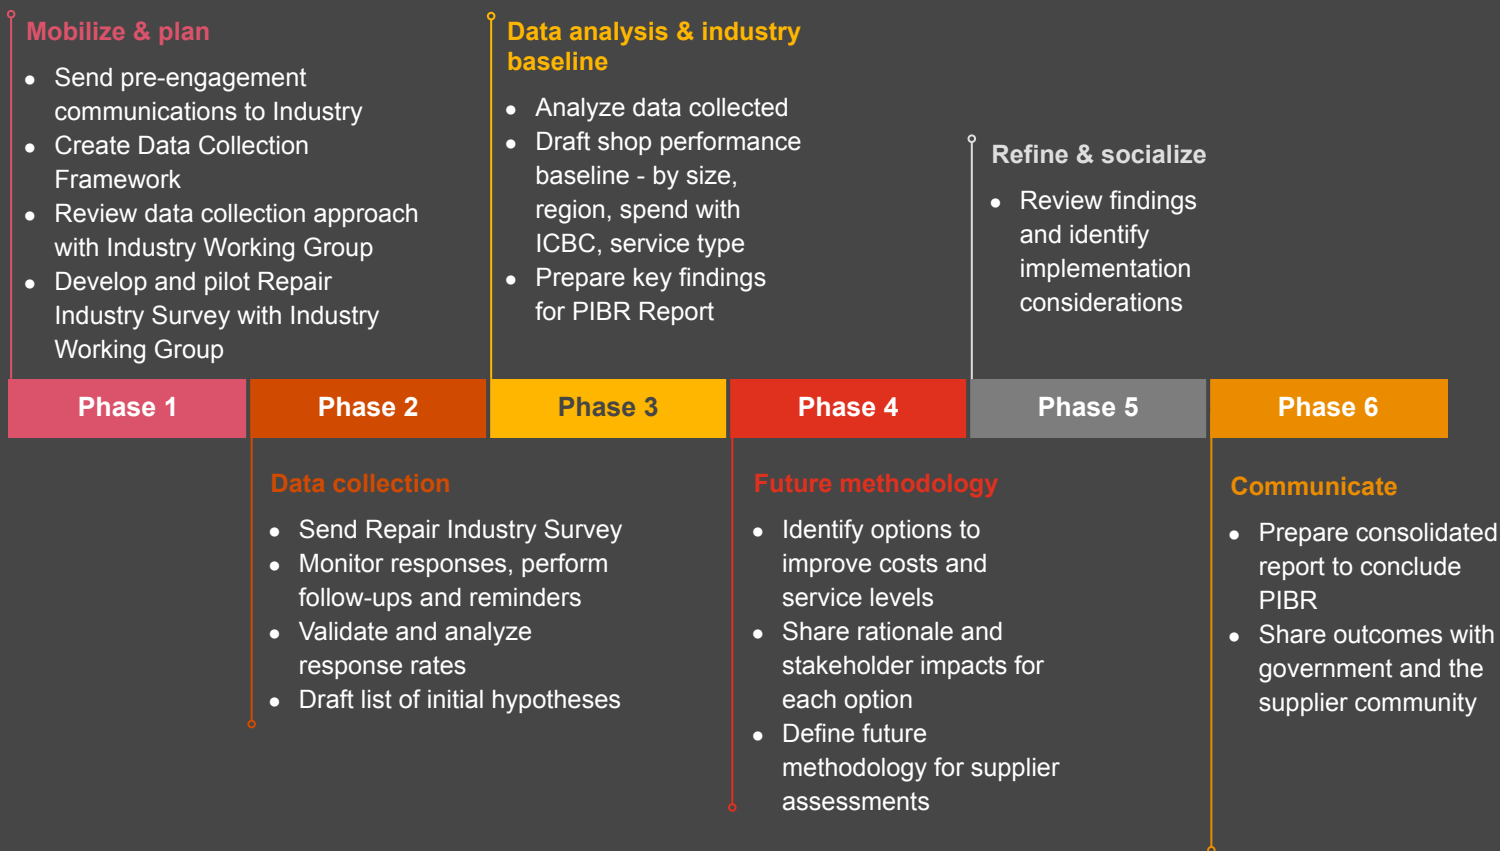 Mobilize & plan
● Send pre-engagement
communications to Industry
● Create Data Collection
Framework
● Review data collection approach
with Industry Working Group
● Develop and pilot Repair
Industry Survey with Industry
Working Group
Data analysis & industry
baseline
● Analyze data collected
● Draft shop performance
baseline - by size,
region, spend with
ICBC, service type
● Prepare key findings
for PIBR Report
Refine & socialize
● Review findings
and identify
implementation
considerations
Phase 1
Phase 2
Phase 3
Phase 4
Phase 5
Phase 6
Data collection
● Send Repair Industry Survey
● Monitor responses, perform
follow-ups and reminders
● Validate and analyze
response rates
● Draft list of initial hypotheses
Future methodology
● Identify options to
improve costs and
service levels
● Share rationale and
stakeholder impacts for
each option
● Define future
methodology for supplier
assessments
Communicate
● Prepare consolidated
report to conclude
PIBR
● Share outcomes with
government and the
supplier community